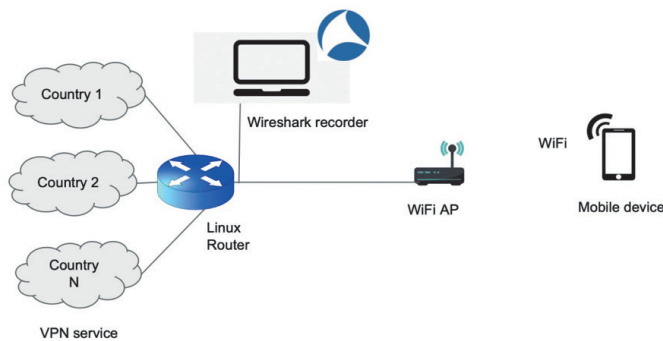 Country 1
Wireshark recorder
Country 2
WiFi
Linux
Router
WiFi AP
Mobile device
Country
N
VPN service